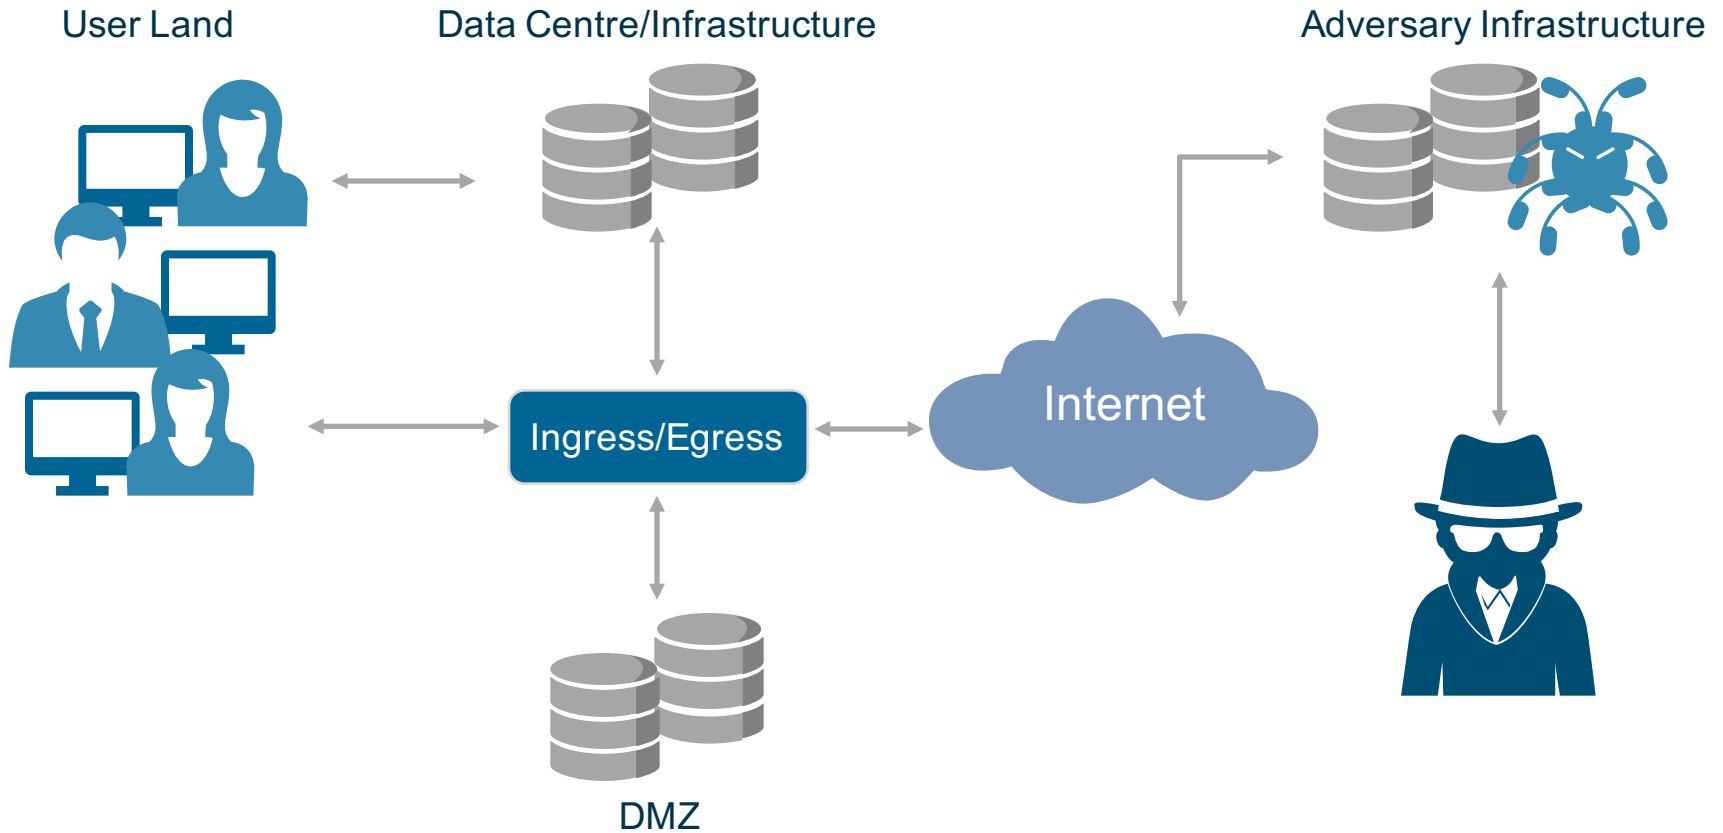 User Land
Data Centre/Infrastructure
Adversary Infrastructure
Internet
Ingress/Egress
DMZ